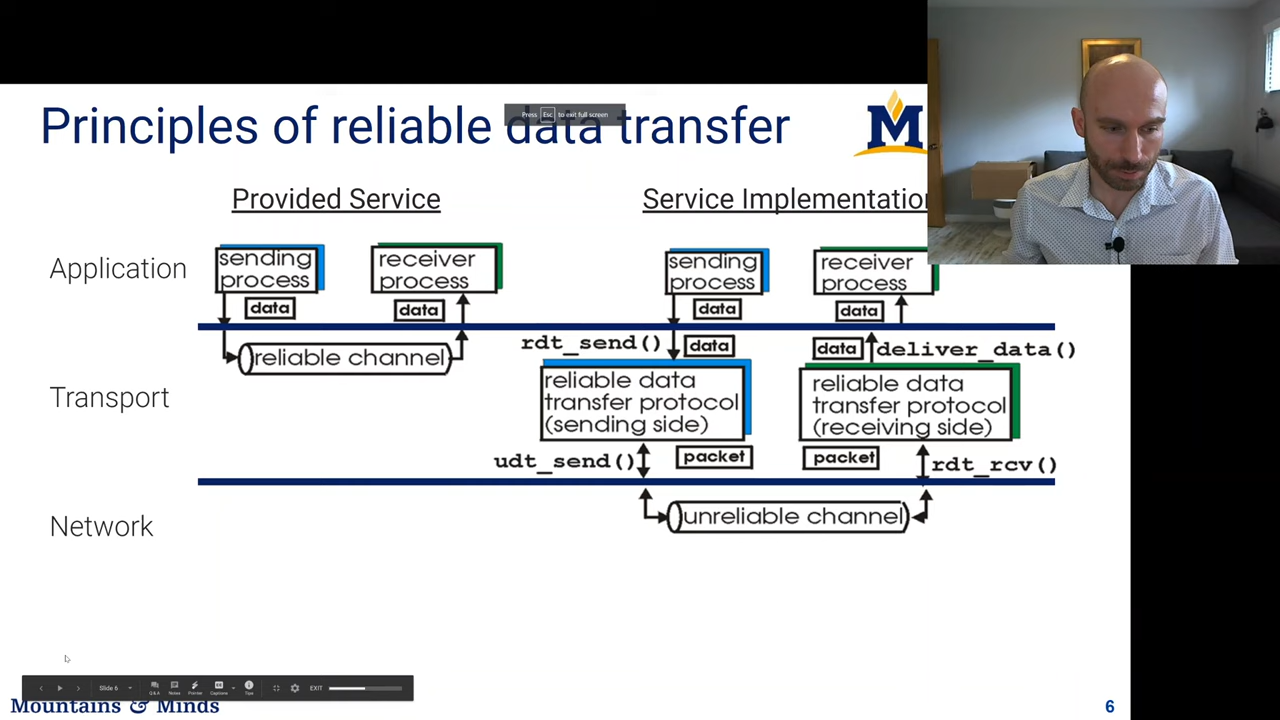 Principles of reliable data transfer
Press Esc to exit full screen
M
Provided Service
Service Implementation
Application
sending
process
receiver
process
sending
process
receiver
process
data
data
data
data
reliable channel
rdt_send()
data
data
deliver_data()
Transport
reliable data
transfer protocol
(sending side)
reliable data
transfer protocol
(receiving side)
udt_send()
packet
packet
rdt_rcv()
Network
unreliable channel
Slide 6
Q&A
Notes
Pointer
Captions
Tips
EXIT
Mountains & Minds
6